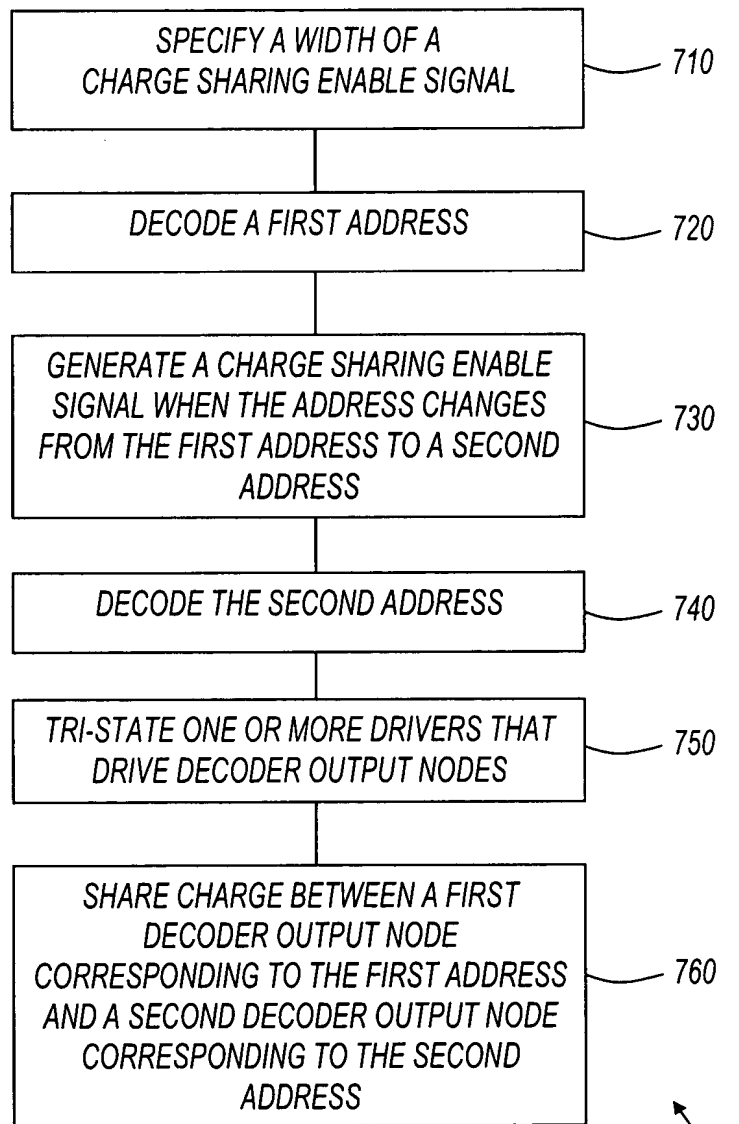 SPECIFY A WIDTH OF A
CHARGE SHARING ENABLE SIGNAL
710
DECODE A FIRST ADDRESS
720
GENERATE A CHARGE SHARING ENABLE
SIGNAL WHEN THE ADDRESS CHANGES
FROM THE FIRST ADDRESS TO A SECOND
ADDRESS
730
DECODE THE SECOND ADDRESS
740
TRI-STATE ONE OR MORE DRIVERS THAT
DRIVE DECODER OUTPUT NODES
750
SHARE CHARGE BETWEEN A FIRST
DECODER OUTPUT NODE
CORRESPONDING TO THE FIRST ADDRESS
AND A SECOND DECODER OUTPUT NODE
CORRESPONDING TO THE SECOND
ADDRESS
760